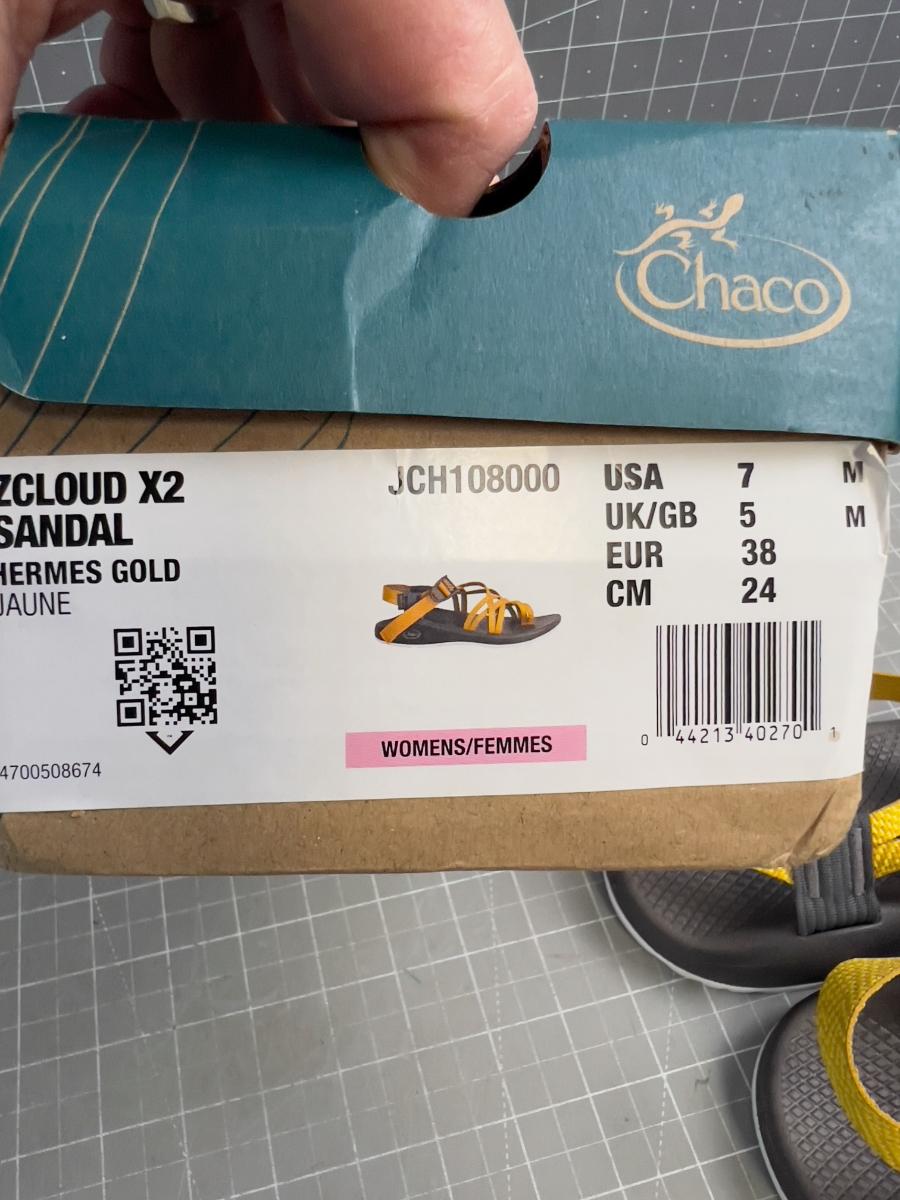 Chaco
ZCLOUD X2
SANDAL
HERMES GOLD
JAUNE
4700508674
JCH108000
WOMENS/FEMMES
USA 7 M
UK/GB 5 M
EUR 38
CM 24
0 44213 40270 1